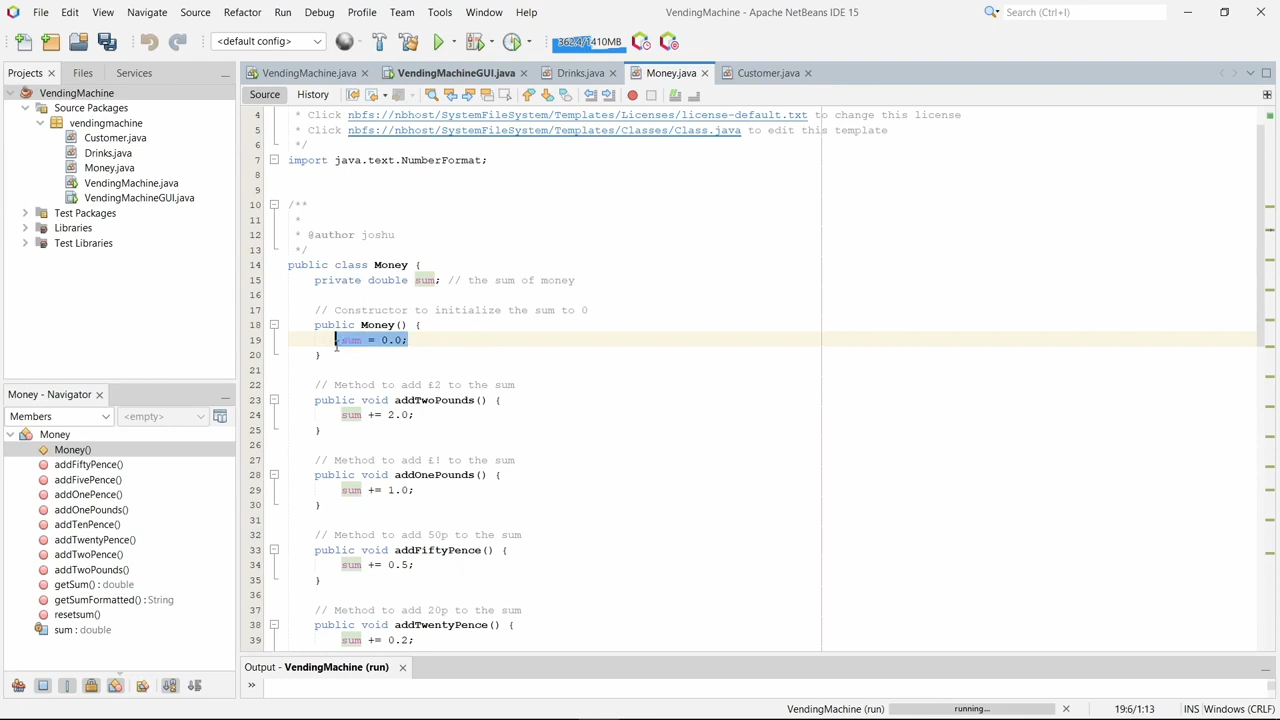 File Edit View Navigate Source Refactor Run Debug Profile Team Tools Window Help VendingMachine - Apache NetBeans IDE 15 Search (Ctrl+I)
<default config> 362.4/1410MB
Projects Files Services VendingMachine.java VendingMachineGUI.java Drinks.java Money.java Customer.java
VendingMachine Source History
Source Packages
vendingmachine
Customer.java
Drinks.java
Money.java
VendingMachine.java
VendingMachineGUI.java
Test Packages
Libraries
Test Libraries
4 * Click nbfs://nbhost/SystemFileSystem/Templates/Licenses/license-default.txt to change this license
5 * Click nbfs://nbhost/SystemFileSystem/Templates/Classes/Class.java to edit this template
6 */
7 import java.text.NumberFormat;
8
9
10 /**
11 *
12 * @author joshu
13 */
14 public class Money {
15 private double sum; // the sum of money
16
17 // Constructor to initialize the sum to 0
18 public Money() {
19 sum = 0.0;
20 }
21
22 // Method to add £2 to the sum
23 public void addTwoPounds() {
24 sum += 2.0;
25 }
26
27 // Method to add £! to the sum
28 public void addOnePounds() {
29 sum += 1.0;
30 }
31
32 // Method to add 50p to the sum
33 public void addFiftyPence() {
34 sum += 0.5;
35 }
36
37 // Method to add 20p to the sum
38 public void addTwentyPence() {
39 sum += 0.2;
Money - Navigator
Members <empty>
Money
Money()
addFiftyPence()
addFivePence()
addOnePence()
addOnePounds()
addTenPence()
addTwentyPence()
addTwoPence()
addTwoPounds()
getSum() : double
getSumFormatted() : String
resetsum()
sum : double
Output - VendingMachine (run)
VendingMachine (run) running... 19:6/1:13 INS Windows (CRLF)